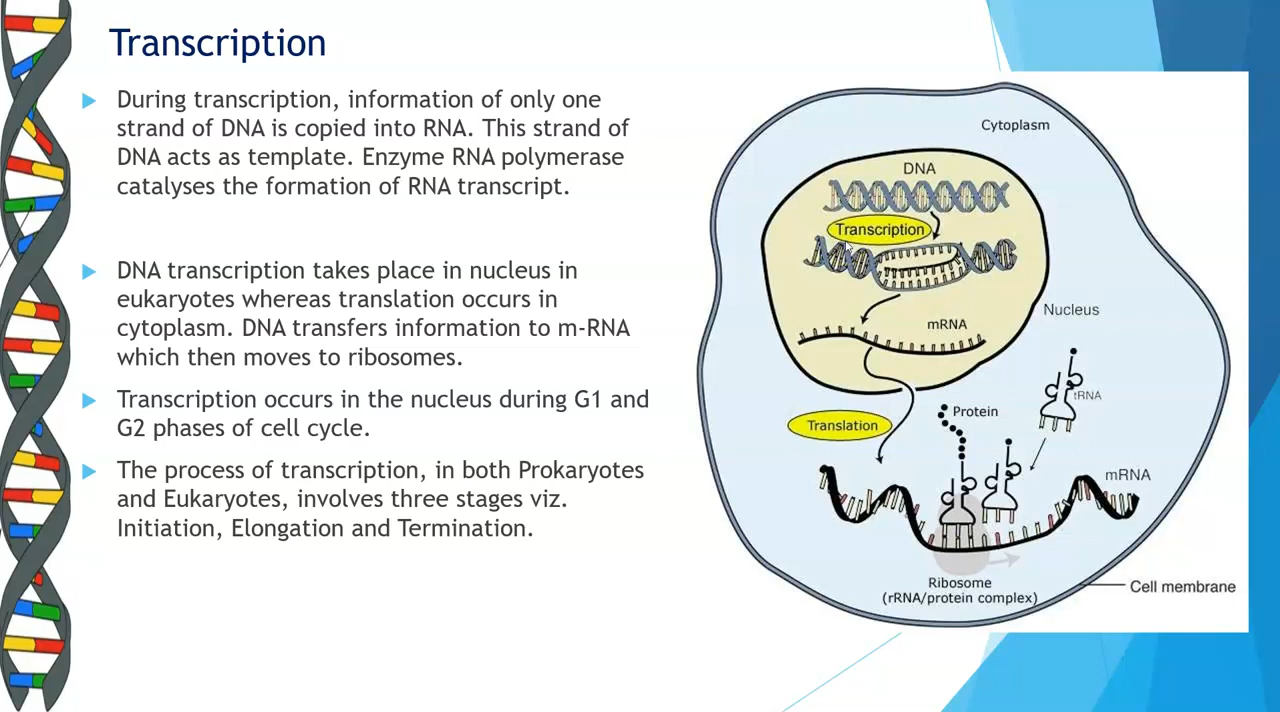 Transcription
During transcription, information of only one
strand of DNA is copied into RNA. This strand of
DNA acts as template. Enzyme RNA polymerase
catalyses the formation of RNA transcript.
DNA transcription takes place in nucleus in
eukaryotes whereas translation occurs in
cytoplasm. DNA transfers information to m-RNA
which then moves to ribosomes.
Transcription occurs in the nucleus during G1 and
G2 phases of cell cycle.
The process of transcription, in both Prokaryotes
and Eukaryotes, involves three stages viz.
Initiation, Elongation and Termination.
Cytoplasm
DNA
Transcription
Nucleus
mRNA
tRNA
Protein
Translation
mRNA
Ribosome
(rRNA/protein complex)
Cell membrane